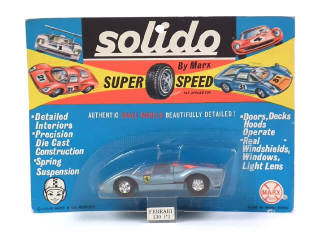 solido
By Marx
SUPER SPEED
AUTHENTIC SCALE MODELS BEAUTIFULLY DETAILED!
•Detailed
Interiors
•Precision
Die Cast
Construction
•Spring
Suspension
•Doors, Decks
Hoods
Operate
•Real
Windshields,
Windows,
Light Lens
MARX
FERRARI